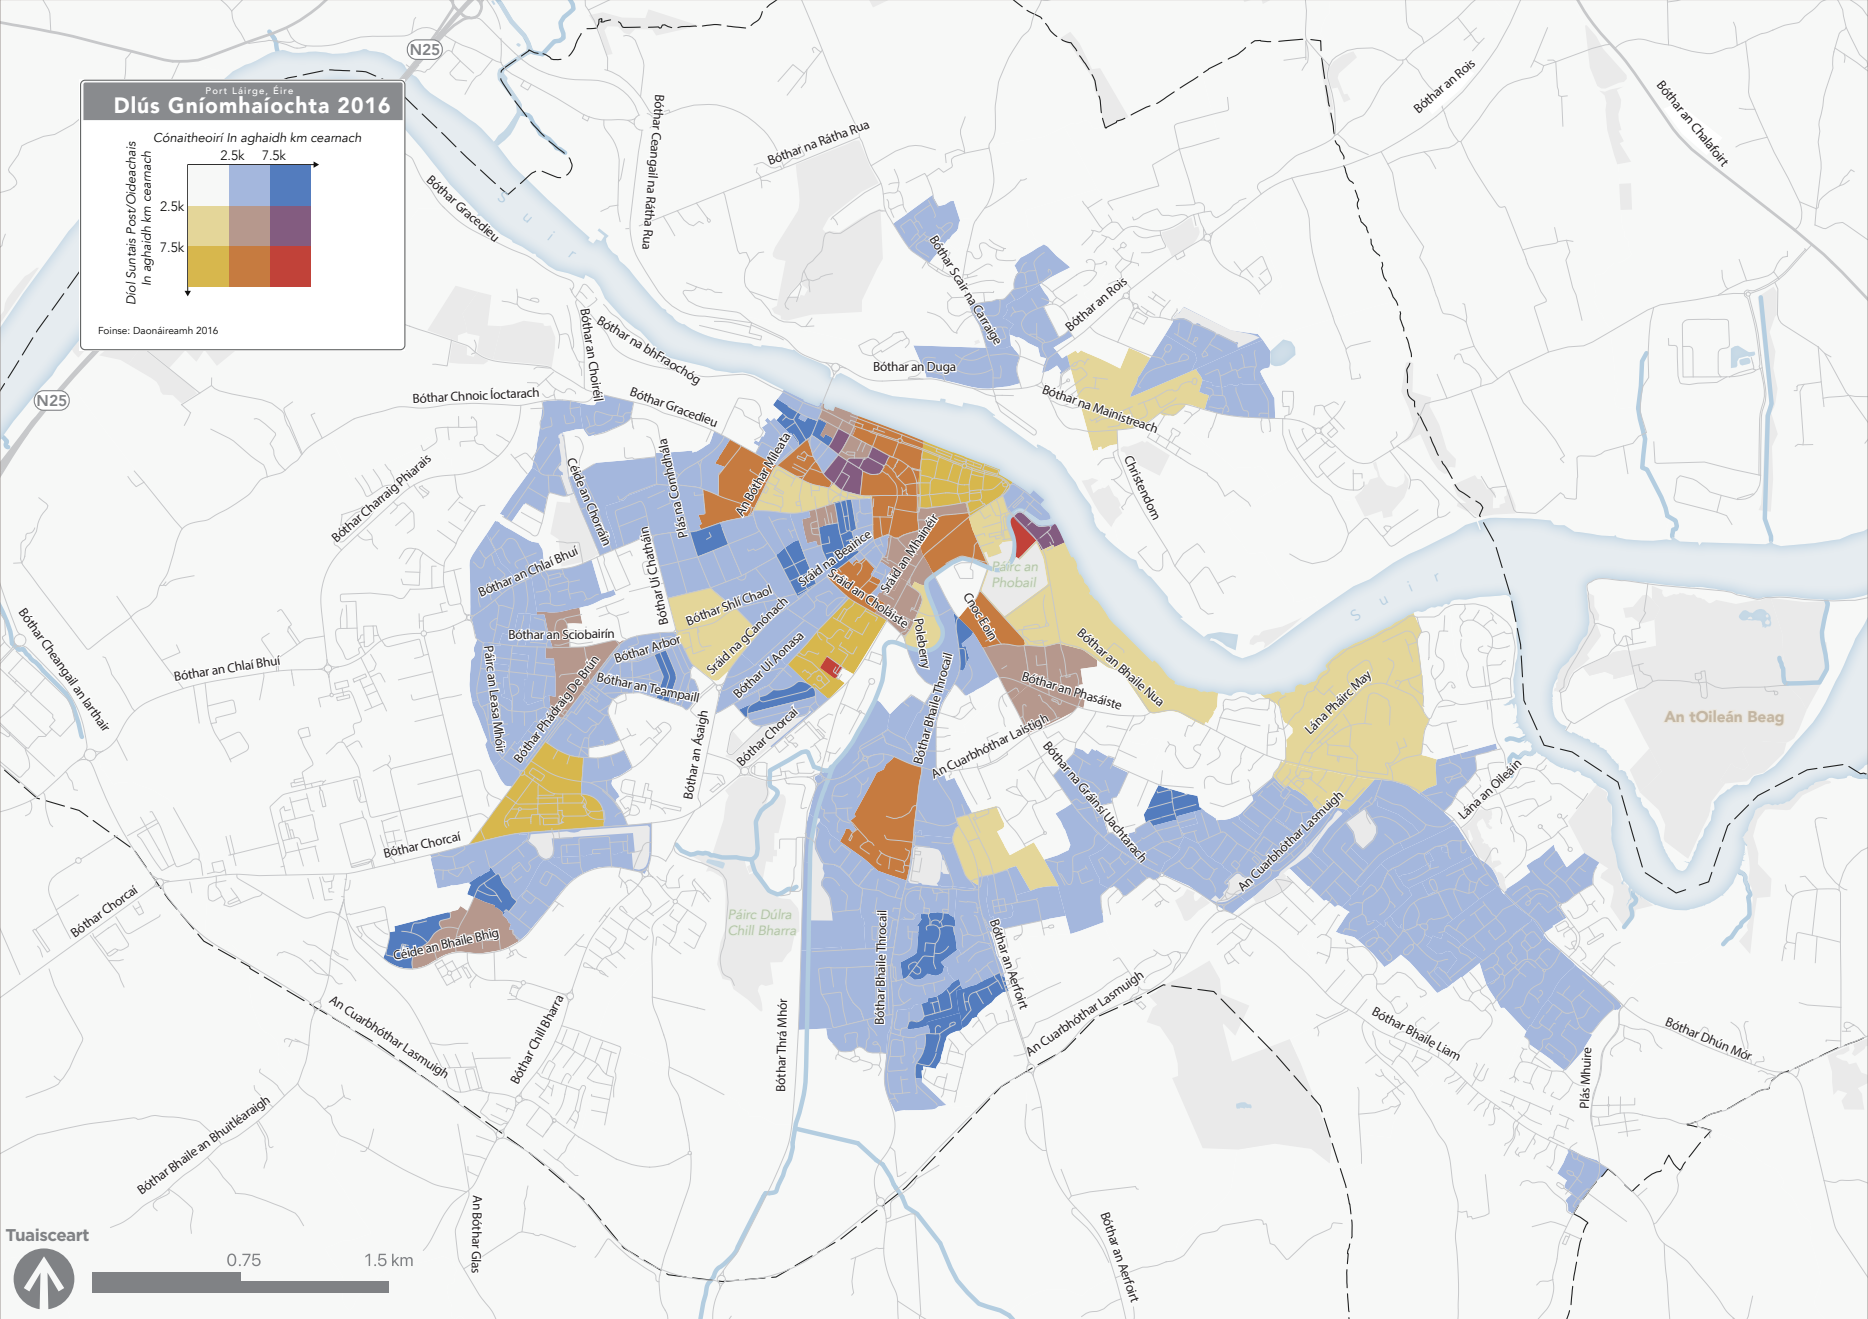 N25
Port Láirge, Éire
Dlús Gníomhaíochta 2016
Cónaitheoirí In aghaidh km cearnach
2.5k 7.5k
Díol Suntais Post/Oideachais
In aghaidh km cearnach
2.5k
7.5k
Foinse: Daonáireamh 2016
N25
Bóthar Gracedieu
Bóthar Ceangail na Rátha Rua
Bóthar na Rátha Rua
Bóthar an Rois
Bóthar an Chalafoirt
Suir
Bóthar Scair na Carraige
Bóthar an Rois
Bóthar an Duga
Bóthar na Mainistreach
Christendom
Bóthar na bhFraochóg
Bóthar an Choiréil
Bóthar Chnoic Íoctarach
Bóthar Gracedieu
Bóthar Charraig Phiarais
Céide an Chorráin
Plás na Comhdhála
An Bóthar Míleata
Bóthar an Chlaí Bhuí
Bóthar Uí Chatháin
Sráid na Beairice
Sráid an Mhainéir
Sráid an Choláiste
Bóthar Shlí Chaol
Sráid na gCanónach
Páirc an
Phobail
Cnoc Eoin
Poleberry
Suir
Bóthar Cheangail an Iarthair
Bóthar an Chlaí Bhuí
Bóthar an Sciobairín
Bóthar Arbor
Bóthar Uí Aonasa
Bóthar an Teampaill
Bóthar Phádraig De Brún
Páirc an Leasa Mhóir
Bóthar Chorcaí
Bóthar an Ásaigh
Bóthar Bhaile Throcail
Bóthar an Bhaile Nua
Bóthar an Phasáiste
An Cuarbhóthar Laistigh
Lána Pháirc May
An tOileán Beag
Bóthar na Gráinsí Uachtarach
Lána an Oileáin
An Cuarbhóthar Lasmuigh
Bóthar Chorcaí
Bóthar Chorcaí
Céide an Bhaile Bhig
Páirc Dúlra
Chill Bharra
Bóthar Bhaile Throcail
Bóthar an Aerfoirt
An Cuarbhóthar Lasmuigh
An Cuarbhóthar Lasmuigh
Bóthar Chill Bharra
Bóthar Thrá Mhór
Bóthar Bhaile Liam
Bóthar Dhún Mór
Plás Mhuire
Bóthar Bhaile an Bhuitléaraigh
An Bóthar Glas
Bóthar an Aerfoirt
Tuaisceart
0.75 1.5 km